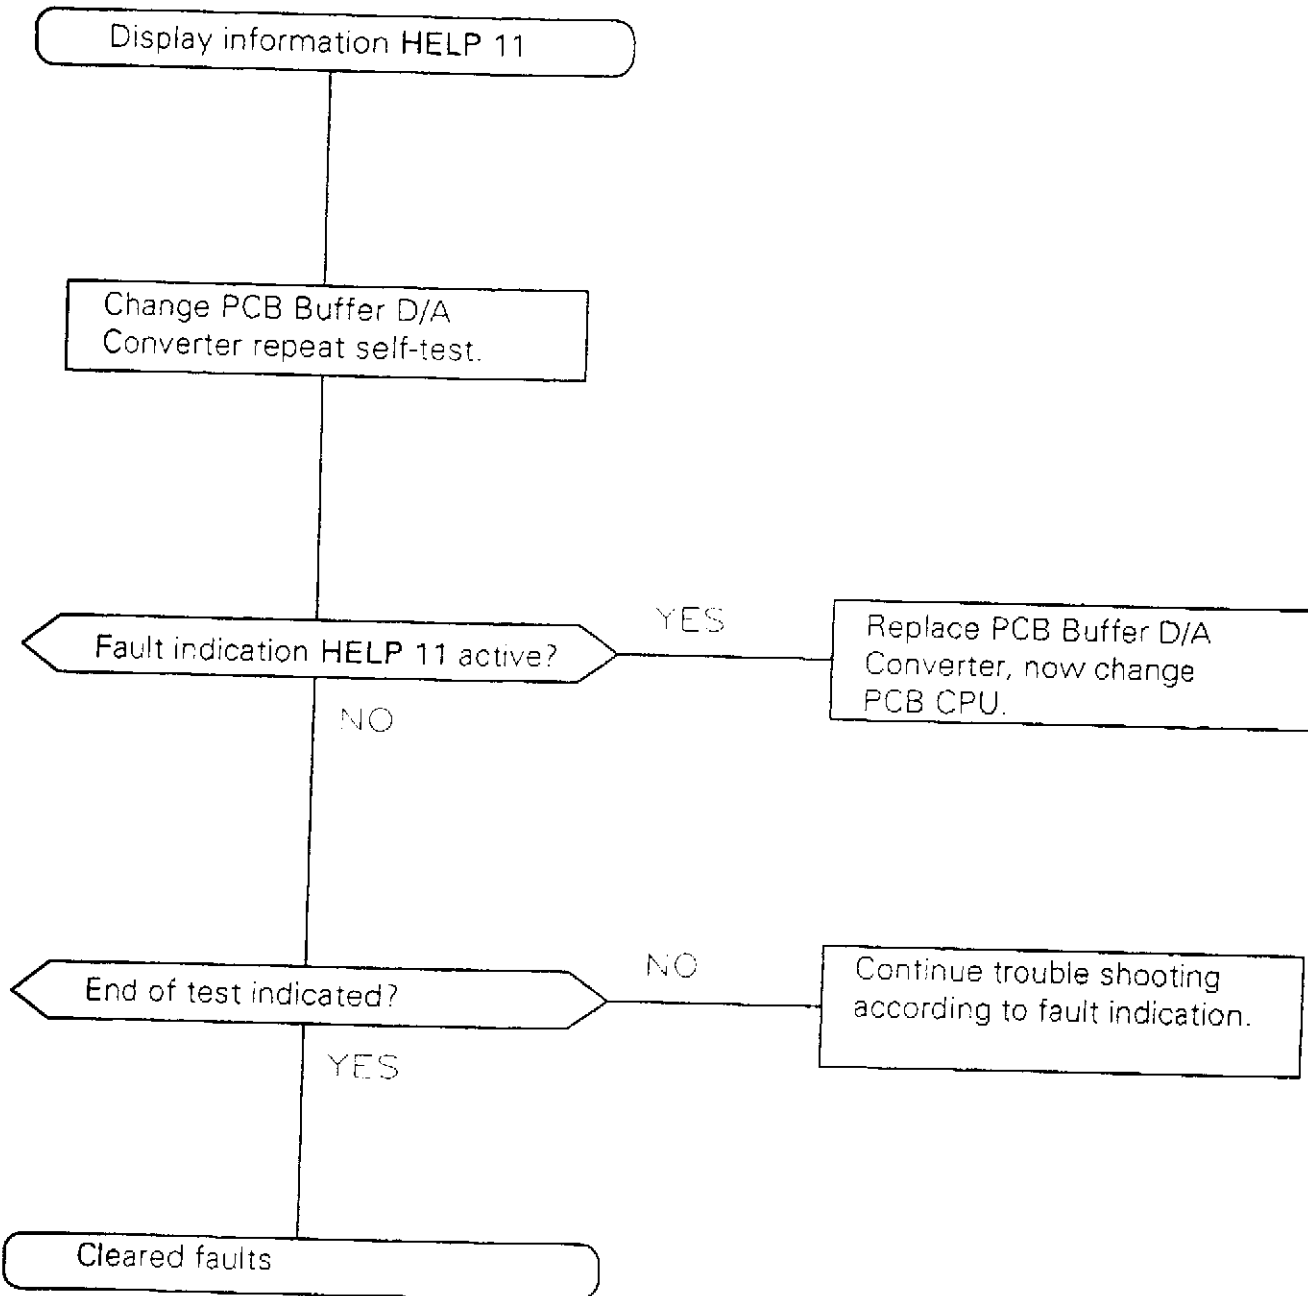 Display information HELP 11
Change PCB Buffer D/A
Converter repeat self-test.
Fault indication HELP 11 active?
YES
Replace PCB Buffer D/A
Converter, now change
PCB CPU.
NO
End of test indicated?
NO
Continue trouble shooting
according to fault indication.
YES
Cleared faults